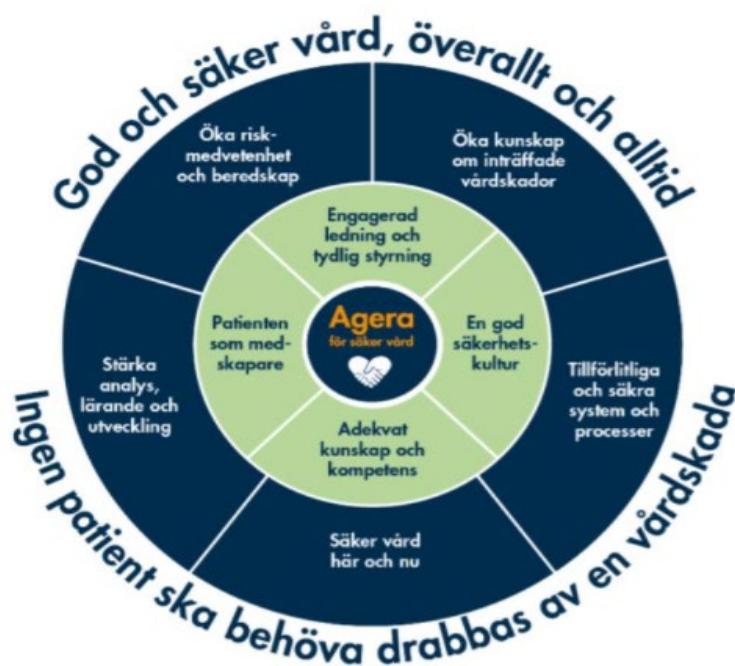 God och säker vård, överallt och alltid
Öka risk-
medvetenhet
och beredskap
Öka kunskap
om inträffade
vårdskador
Engagerad
ledning och
tydlig styrning
Patienten
som med-
skapare
Agera
för säker vård
En god
säkerhets-
kultur
Stärka
analys,
lärande och
utveckling
Tillförlitliga
och säkra
system och
processer
Adekvat
kunskap och
kompetens
Säker vård
här och nu
Ingen patient ska behöva drabbas av en vårdskada